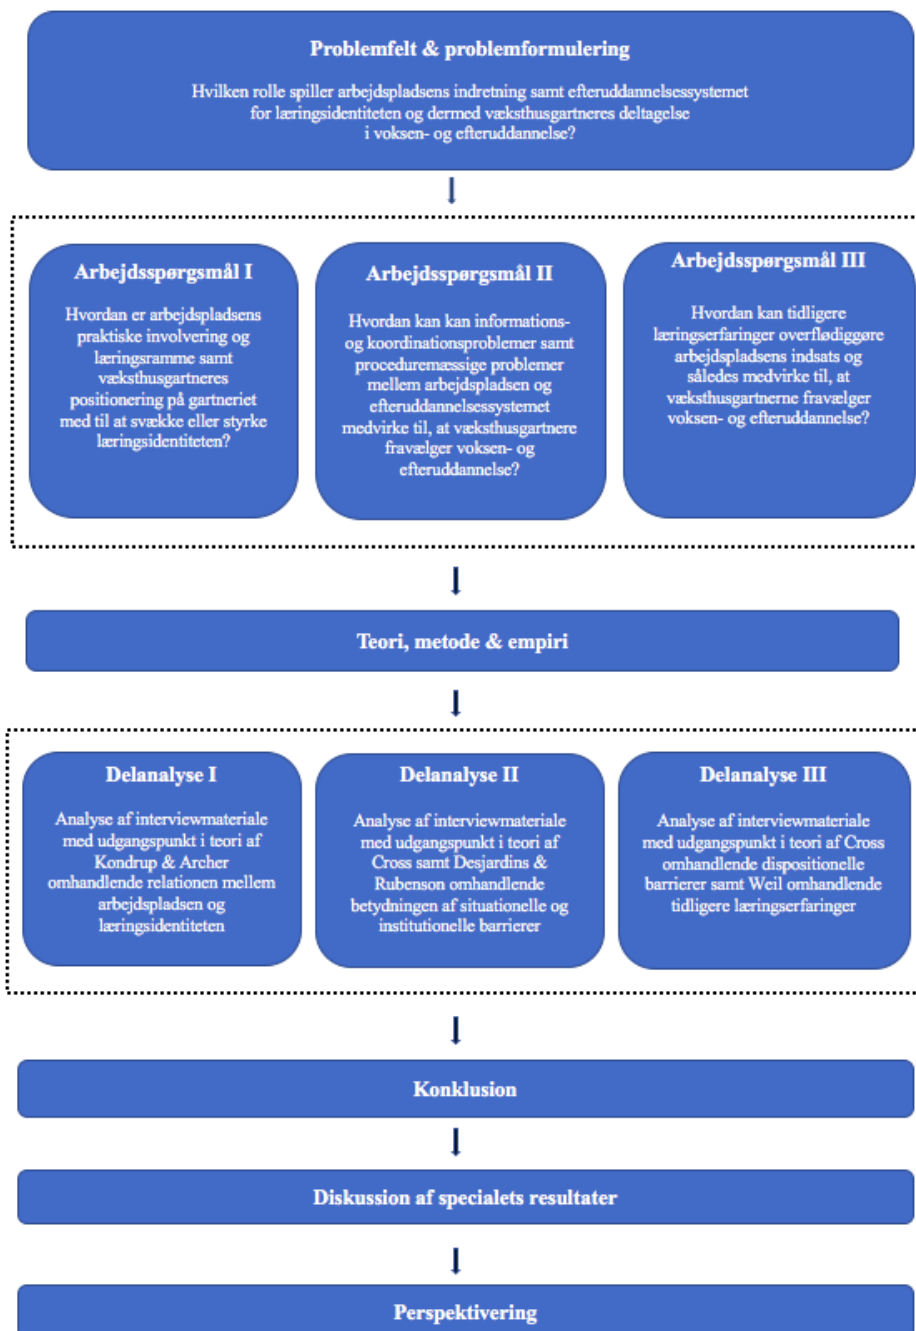 Problemfelt & problemformulering
Hvilken rolle spiller arbejdspladsens indretning samt efteruddannelsessystemet
for læringsidentiteten og dermed væksthusgartneres deltagelse
i voksen- og efteruddannelse?
Arbejdsspørgsmål I
Hvordan er arbejdspladsens
praktiske involvering og
læringsramme samt
væksthusgartneres
positionering på gartneriet
med til at svække eller styrke
læringsidentiteten?
Arbejdsspørgsmål II
Hvordan kan kan informations-
og koordinationsproblemer samt
proceduremæssige problemer
mellem arbejdspladsen og
efteruddannelsessystemet
medvirke til, at væksthusgartnere
fravælger voksen- og
efteruddannelse?
Arbejdsspørgsmål III
Hvordan kan tidligere
læringserfaringer overflødiggøre
arbejdspladsens indsats og
således medvirke til, at
væksthusgartnerne fravælger
voksen- og efteruddannelse?
Teori, metode & empiri
Delanalyse I
Analyse af interviewmateriale
med udgangspunkt i teori af
Kondrup & Archer
omhandlende relationen mellem
arbejdspladsen og
læringsidentiteten
Delanalyse II
Analyse af interviewmateriale
med udgangspunkt i teori af
Cross samt Desjardins &
Rubenson omhandlende
betydningen af situationelle og
institutionelle barrierer
Delanalyse III
Analyse af interviewmateriale
med udgangspunkt i teori af Cross
omhandlende dispositionelle
barrierer samt Weil omhandlende
tidligere læringserfaringer
Konklusion
Diskussion af specialets resultater
Perspektivering